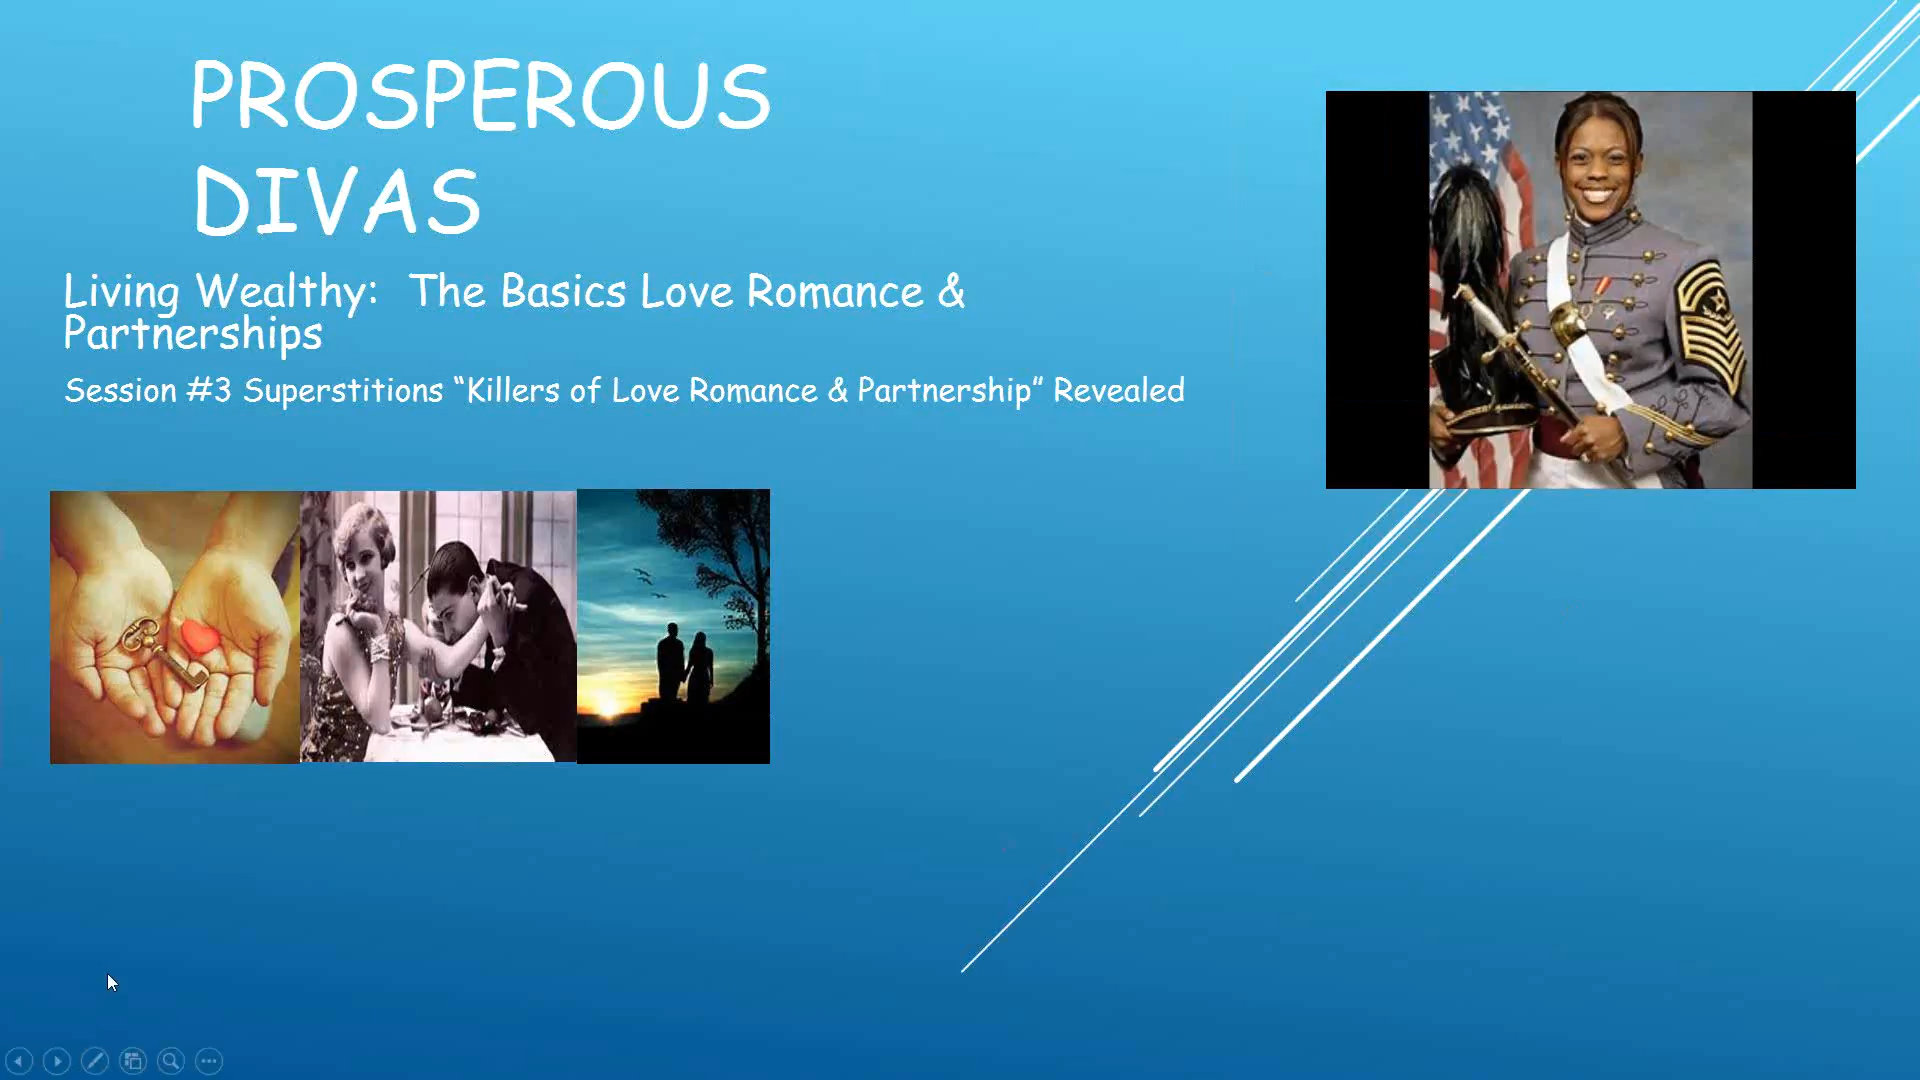 PROSPEROUS
DIVAS
Living Wealthy:  The Basics Love Romance &
Partnerships
Session #3 Superstitions “Killers of Love Romance & Partnership” Revealed